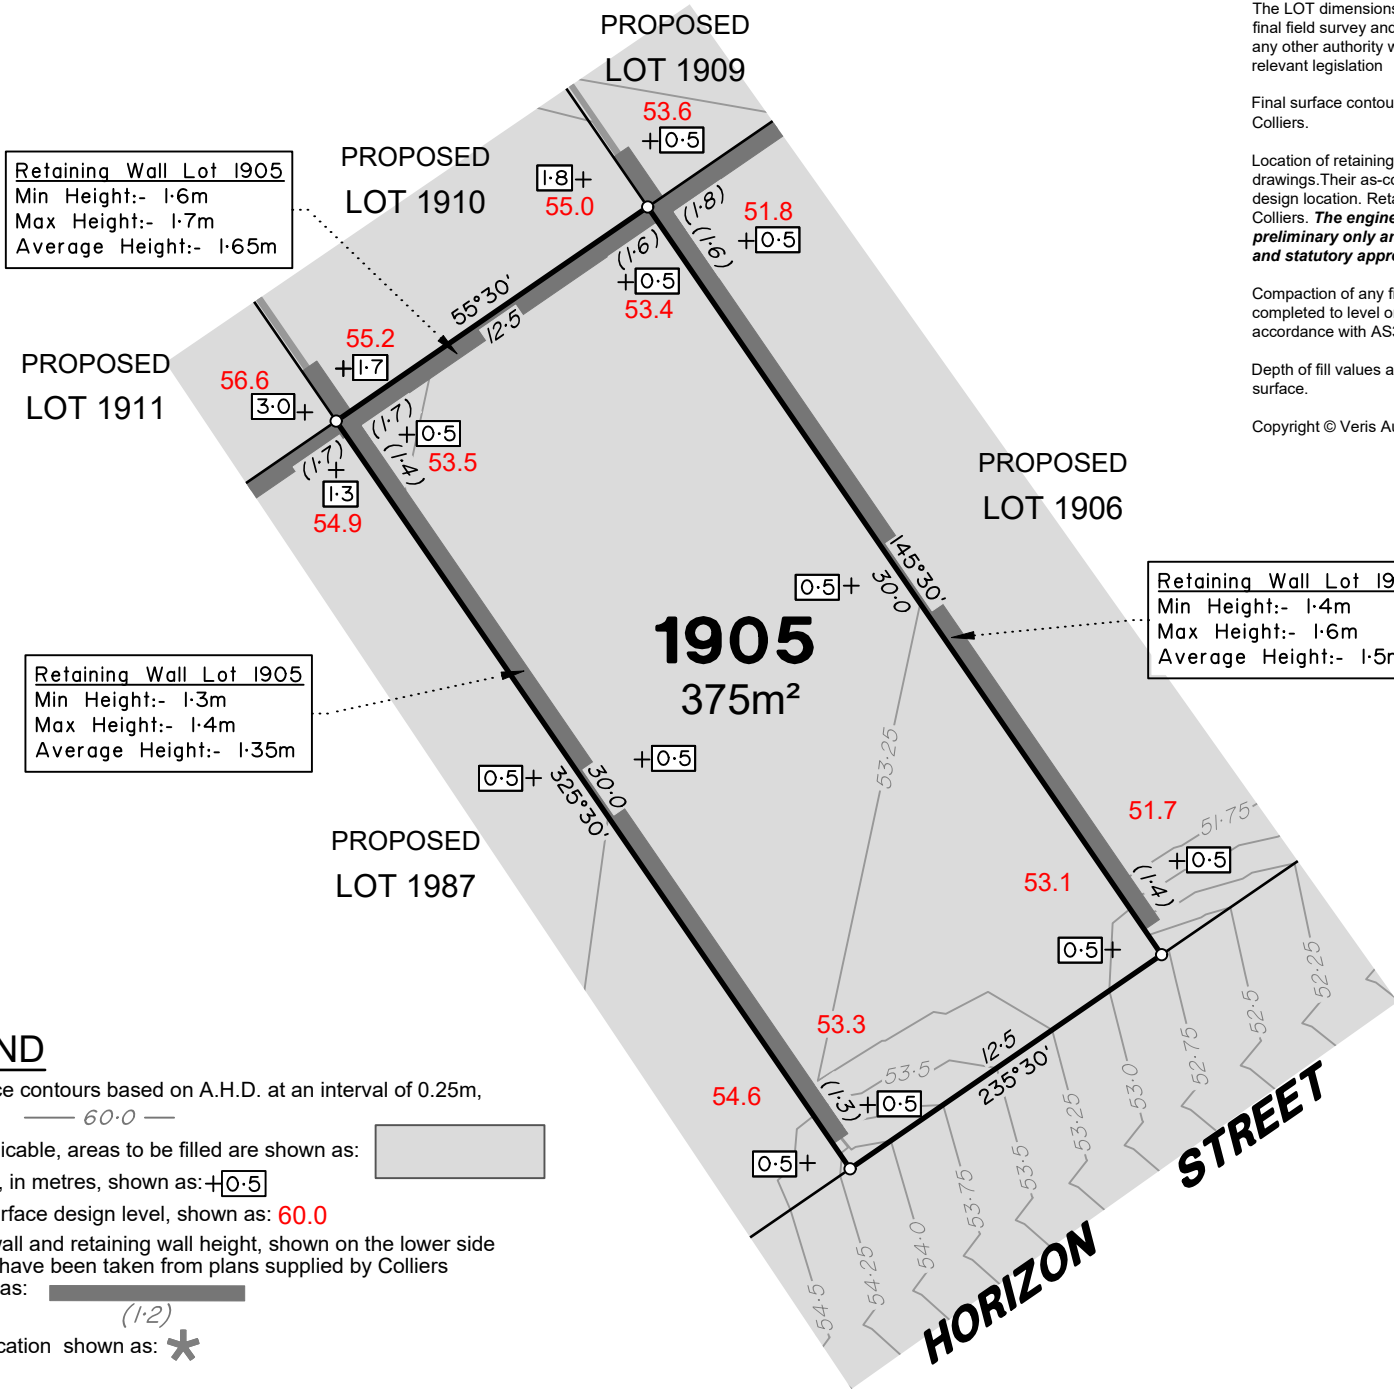 The LOT dimensions
final field survey and
any other authority w
relevant legislation
Final surface contou
Colliers.
Location of retaining
drawings.Their as-co
design location. Reta
Colliers. The engine
preliminary only an
and statutory appro
Compaction of any fi
completed to level or
accordance with AS3
Depth of fill values a
surface.
Copyright © Veris Au
PROPOSED
LOT 1909
53.6
0·5
PROPOSED
LOT 1910
1·8
55.0
Retaining Wall Lot 1905
Min Height:- 1·6m
Max Height:- 1·7m
Average Height:- 1·65m
(1·8)
(1·6)
51.8
0·5
(1·6)
0·5
53.4
55°30'
12·5
55.2
1·7
PROPOSED
LOT 1911
56.6
3·0
(1·7)
(1·4)
0·5
53.5
(1·7)
1·3
54.9
PROPOSED
LOT 1906
145°30'
30·0
0·5
1905
375m²
Retaining Wall Lot 19
Min Height:- 1·4m
Max Height:- 1·6m
Average Height:- 1·5m
Retaining Wall Lot 1905
Min Height:- 1·3m
Max Height:- 1·4m
Average Height:- 1·35m
53·25
0·5
0·5
30·0
325°30'
PROPOSED
LOT 1987
51.7
51·75
0·5
(1·4)
53.1
0·5
53.3
54.6
53·5
(1·3)
0·5
0·5
12·5
235°30'
54·5
54·25
54·0
53·75
53·5
53·25
53·0
52·75
52·5
52·25
HORIZON STREET
ND
ce contours based on A.H.D. at an interval of 0.25m,
60·0
icable, areas to be filled are shown as:
, in metres, shown as: +0·5
urface design level, shown as: 60.0
wall and retaining wall height, shown on the lower side
have been taken from plans supplied by Colliers
as:
(1·2)
cation shown as: